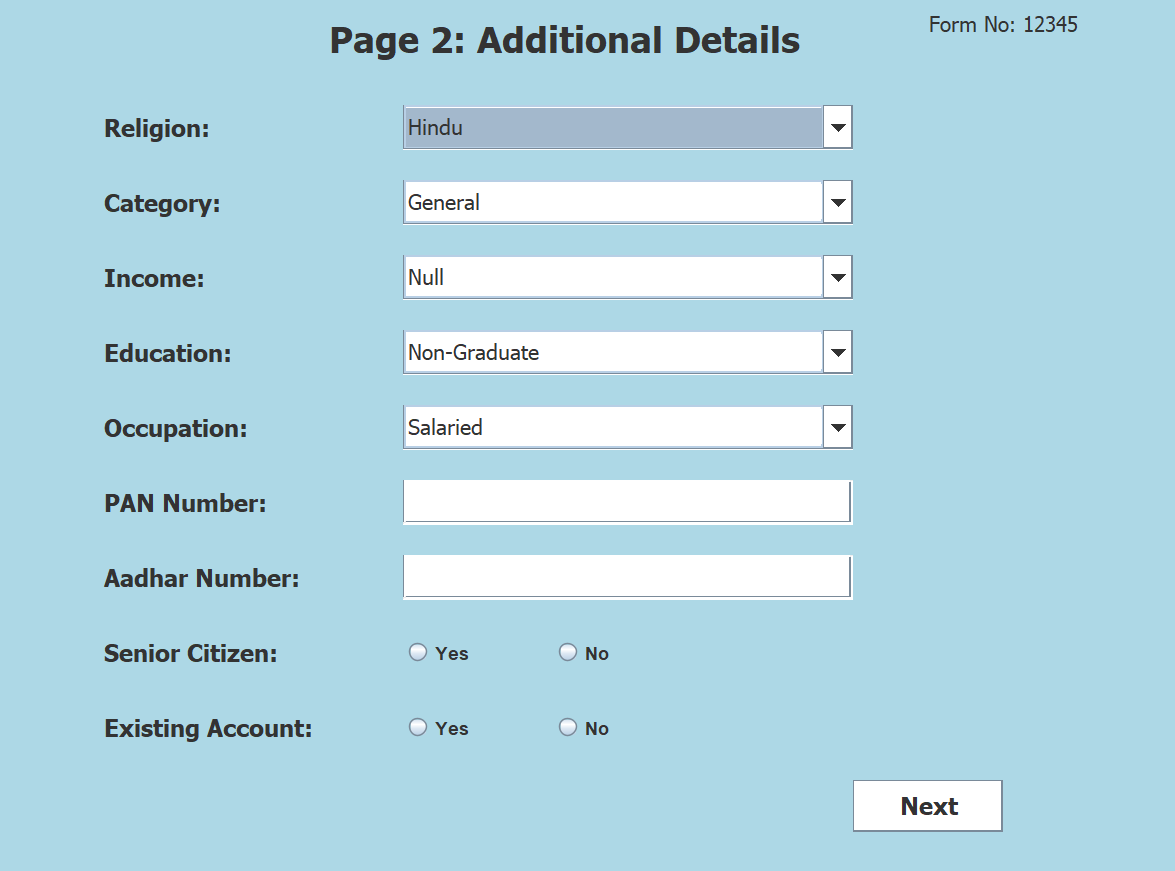 Page 2: Additional Details
Form No: 12345
Religion: Hindu
Category: General
Income: Null
Education: Non-Graduate
Occupation: Salaried
PAN Number:
Aadhar Number:
Senior Citizen: Yes No
Existing Account: Yes No
Next